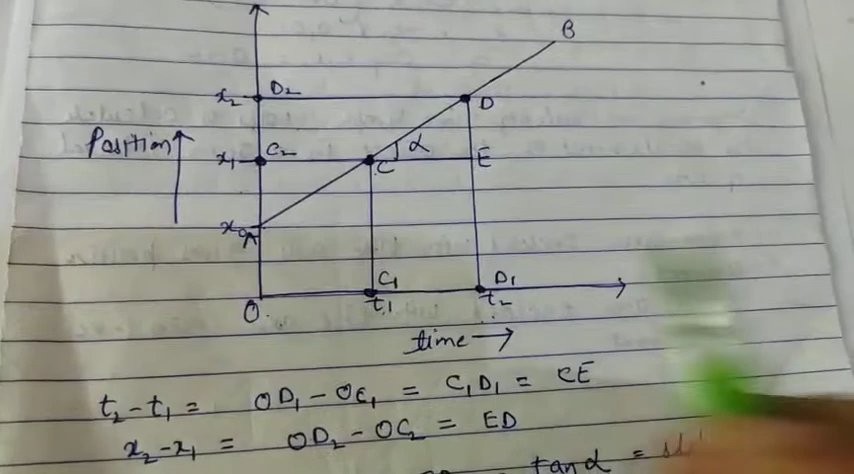 B
x₂ D₂ D
Position x₁ C₂ C α E
x₀ A
C₁ D₁
O t₁ t₂
time →
t₂-t₁ = OD₁ - OC₁ = C₁D₁ = CE
x₂-x₁ = OD₂ - OC₂ = ED
tanα =